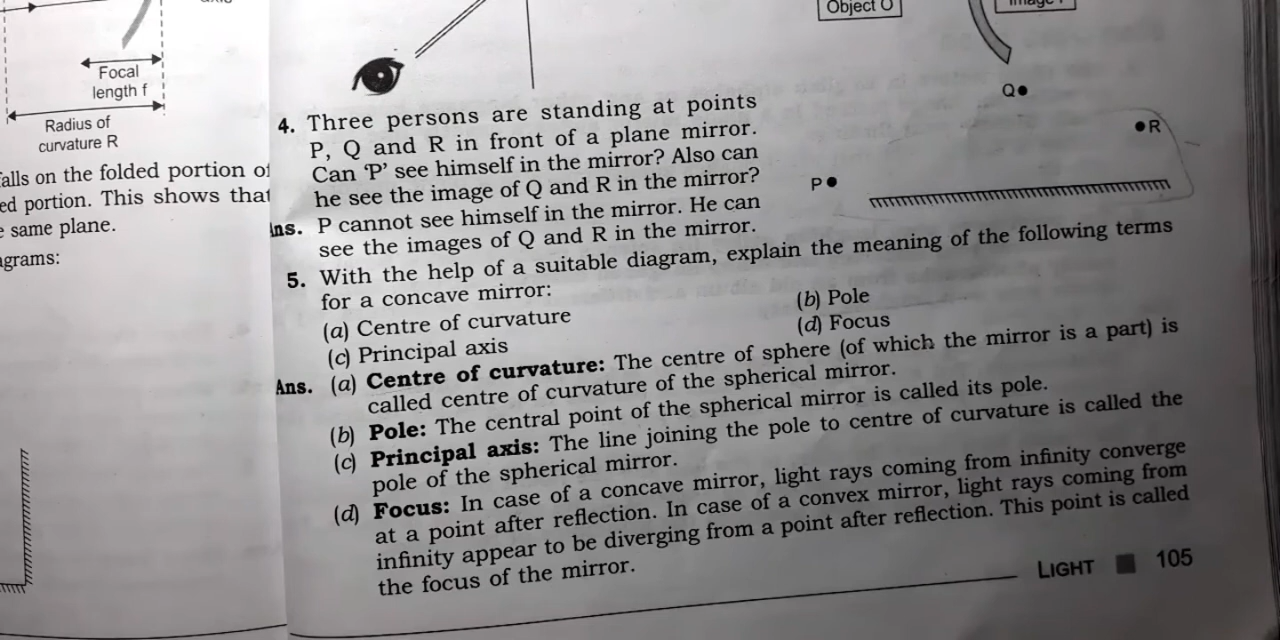 Focal
length f
Radius of
curvature R
falls on the folded portion of
ed portion. This shows that
e same plane.
agrams:
Object O
Image
Q
R
P
4. Three persons are standing at points
P, Q and R in front of a plane mirror.
Can ‘P’ see himself in the mirror? Also can
he see the image of Q and R in the mirror?
Ans. P cannot see himself in the mirror. He can
see the images of Q and R in the mirror.
5. With the help of a suitable diagram, explain the meaning of the following terms
for a concave mirror:
(a) Centre of curvature
(b) Pole
(c) Principal axis
(d) Focus
Ans. (a) Centre of curvature: The centre of sphere (of which the mirror is a part) is
called centre of curvature of the spherical mirror.
(b) Pole: The central point of the spherical mirror is called its pole.
(c) Principal axis: The line joining the pole to centre of curvature is called the
pole of the spherical mirror.
(d) Focus: In case of a concave mirror, light rays coming from infinity converge
at a point after reflection. In case of a convex mirror, light rays coming from
infinity appear to be diverging from a point after reflection. This point is called
the focus of the mirror.
LIGHT 105